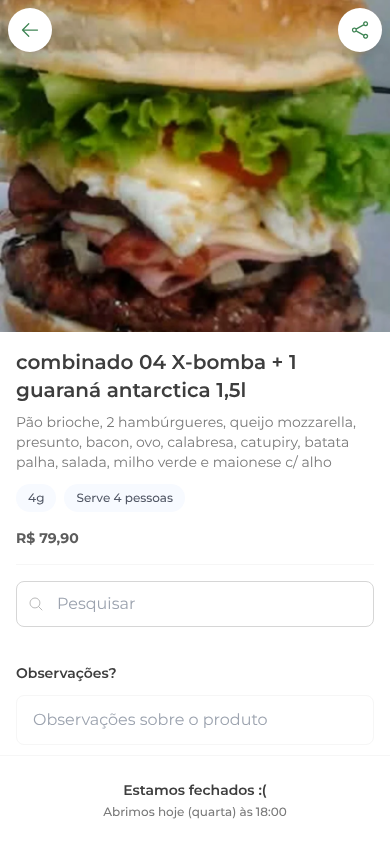 combinado 04 X-bomba + 1
guaraná antarctica 1,5l
Pão brioche, 2 hambúrgueres, queijo mozzarella,
presunto, bacon, ovo, calabresa, catupiry, batata
palha, salada, milho verde e maionese c/ alho
4g
Serve 4 pessoas
R$ 79,90
Pesquisar
Observações?
Observações sobre o produto
Estamos fechados :(
Abrimos hoje (quarta) às 18:00